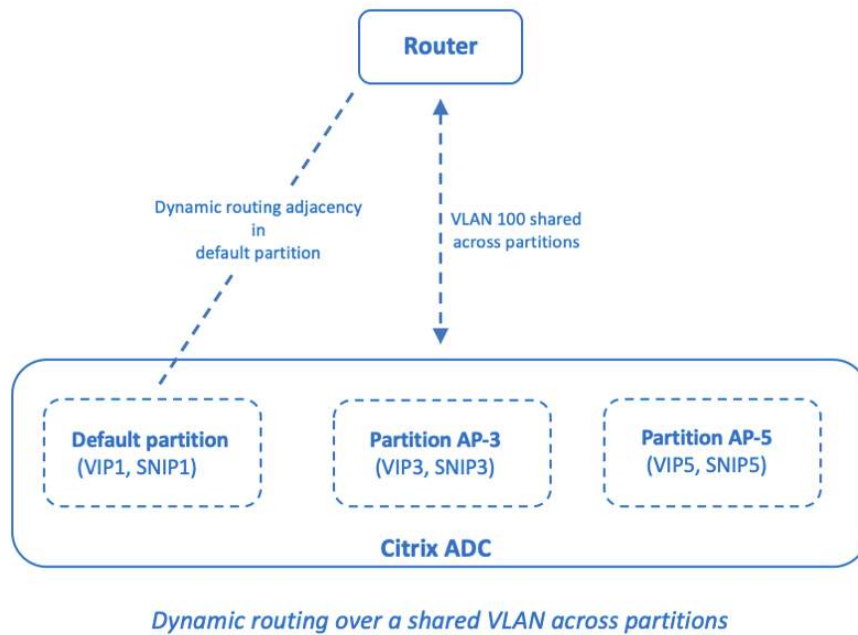 Router
Dynamic routing adjacency
in
default partition
VLAN 100 shared
across partitions
Default partition
(VIP1, SNIP1)
Partition AP-3
(VIP3, SNIP3)
Partition AP-5
(VIP5, SNIP5)
Citrix ADC
Dynamic routing over a shared VLAN across partitions